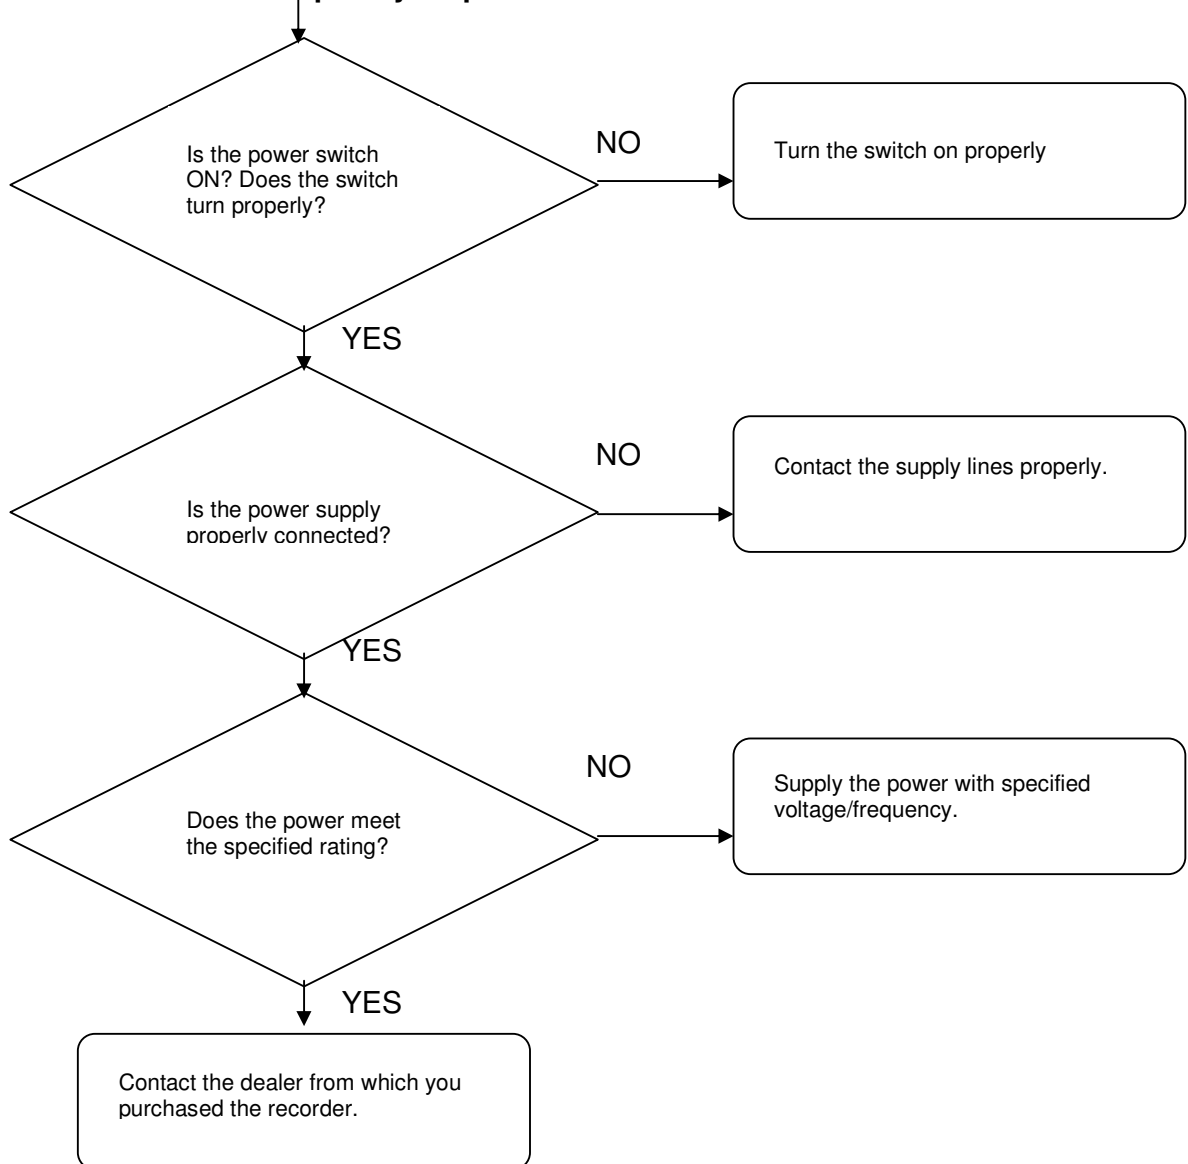 Is the power switch
ON? Does the switch
turn properly?
NO
Turn the switch on properly
YES
Is the power supply
properly connected?
NO
Contact the supply lines properly.
YES
Does the power meet
the specified rating?
NO
Supply the power with specified
voltage/frequency.
YES
Contact the dealer from which you
purchased the recorder.